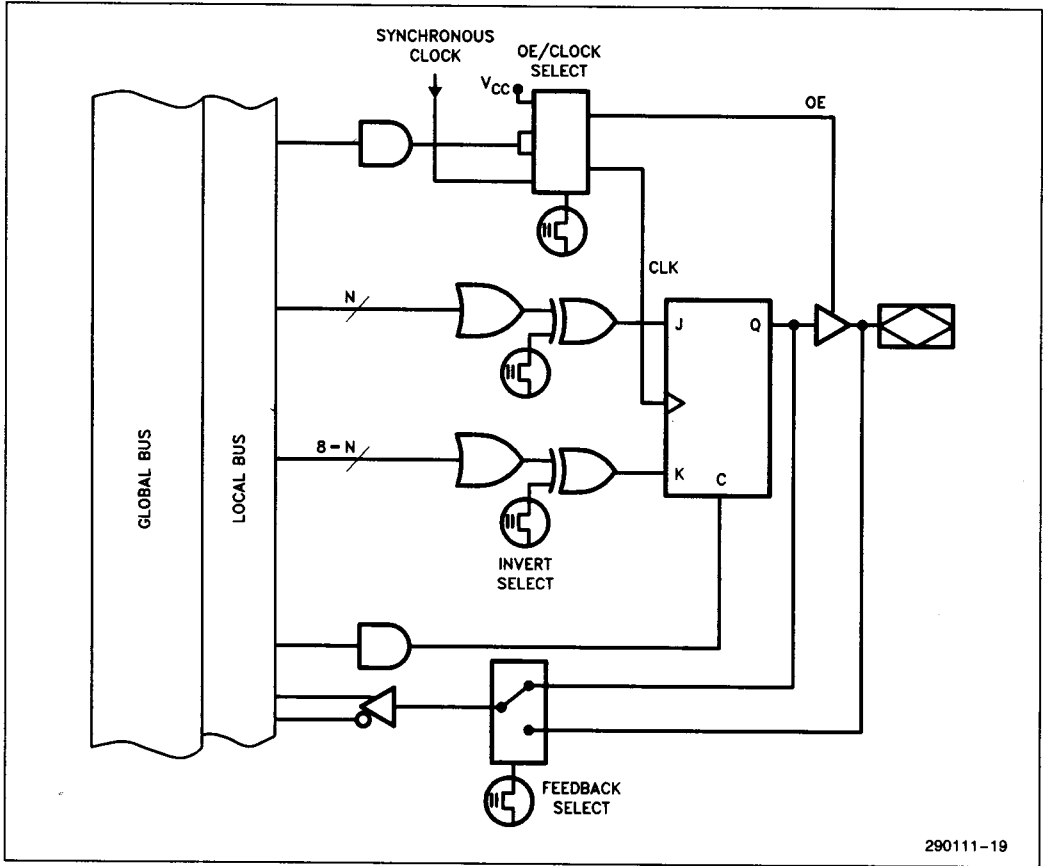 SYNCHRONOUS
CLOCK
OE/CLOCK
SELECT
VCC
OE
CLK
N
J
Q
8-N
K
C
INVERT
SELECT
GLOBAL BUS
LOCAL BUS
FEEDBACK
SELECT
290111-19